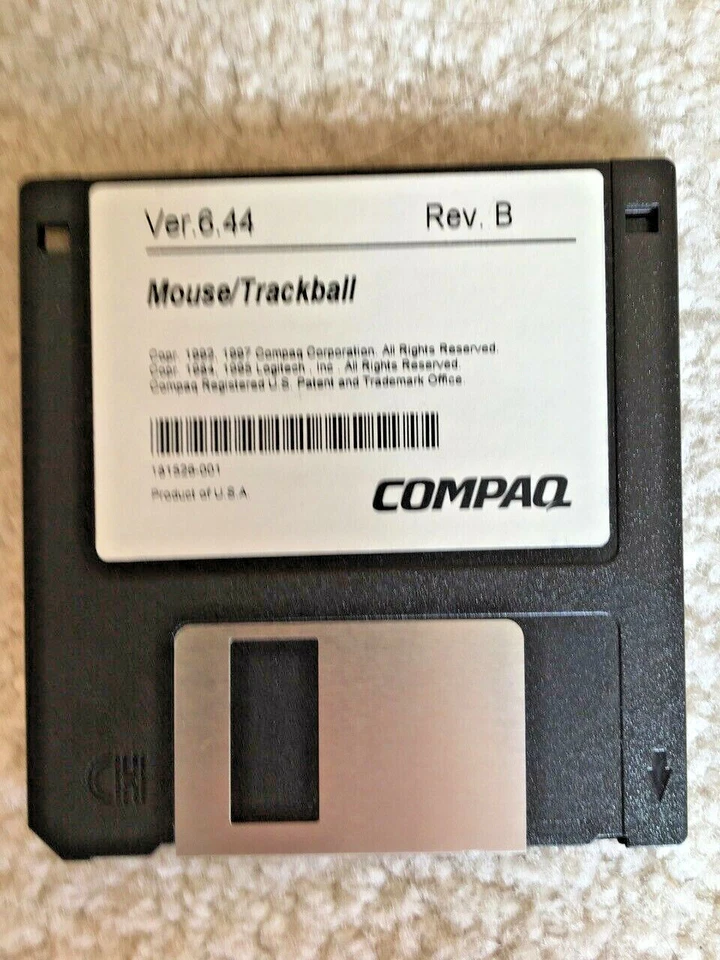 Ver.6.44 Rev. B
Mouse/Trackball
Copr. 1993, 1997 Compaq Corporation. All Rights Reserved.
Copr. 1994, 1995 Logitech, Inc. All Rights Reserved.
Compaq Registered U.S. Patent and Trademark Office.
Product of U.S.A.
COMPAQ